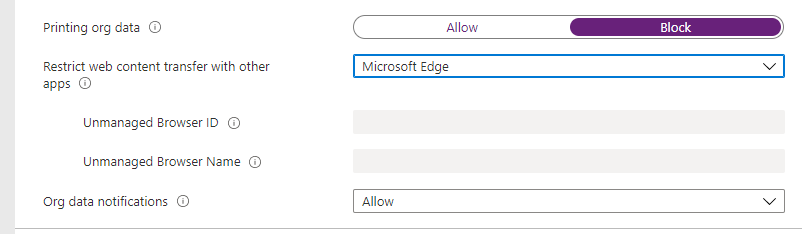 Printing org data
Allow
Block
Restrict web content transfer with other
apps
Microsoft Edge
Unmanaged Browser ID
Unmanaged Browser Name
Org data notifications
Allow